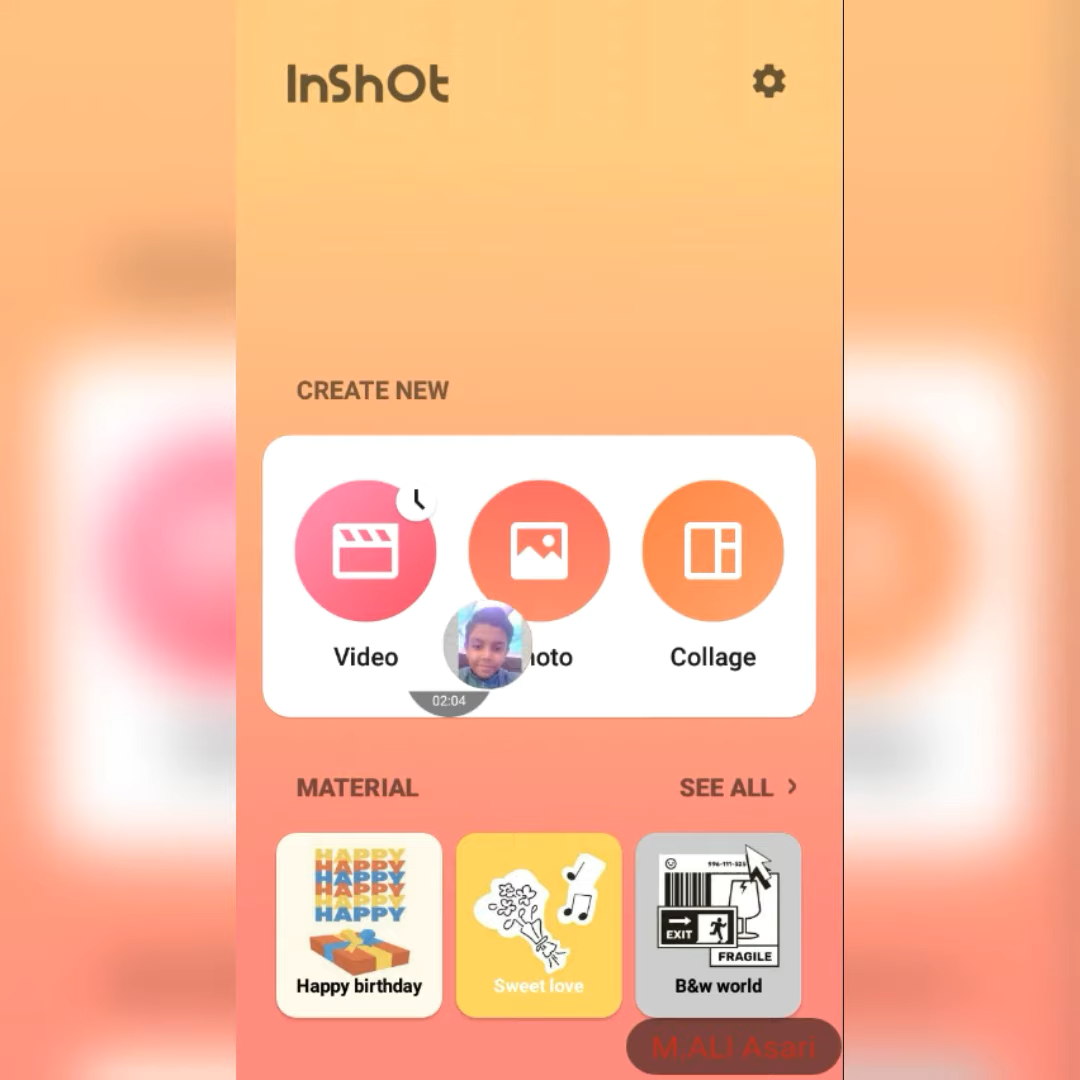 InShOt
CREATE NEW
Video
hoto
Collage
02:04
MATERIAL
SEE ALL >
HAPPY
HAPPY
HAPPY
HAPPY
HAPPY
HAPPY
Happy birthday
Sweet love
EXIT
FRAGILE
B&w world
M.ALI Asari